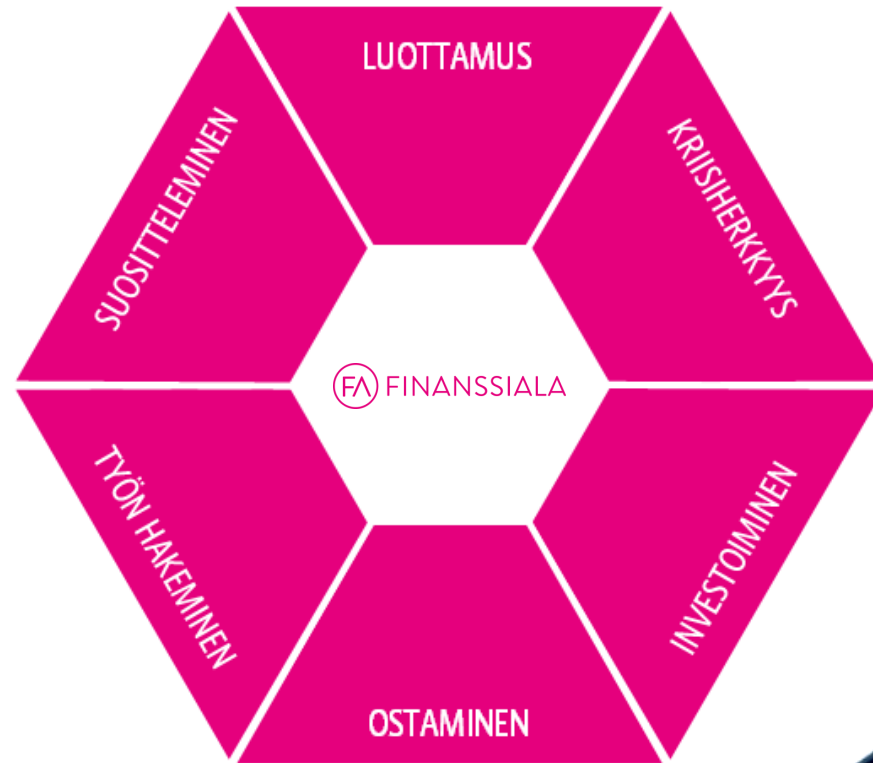 LUOTTAMUS
KRIISIHERKKYYS
INVESTOIMINEN
OSTAMINEN
TYÖN HAKEMINEN
SUOSITTELEMINEN
FA FINANSSIALA